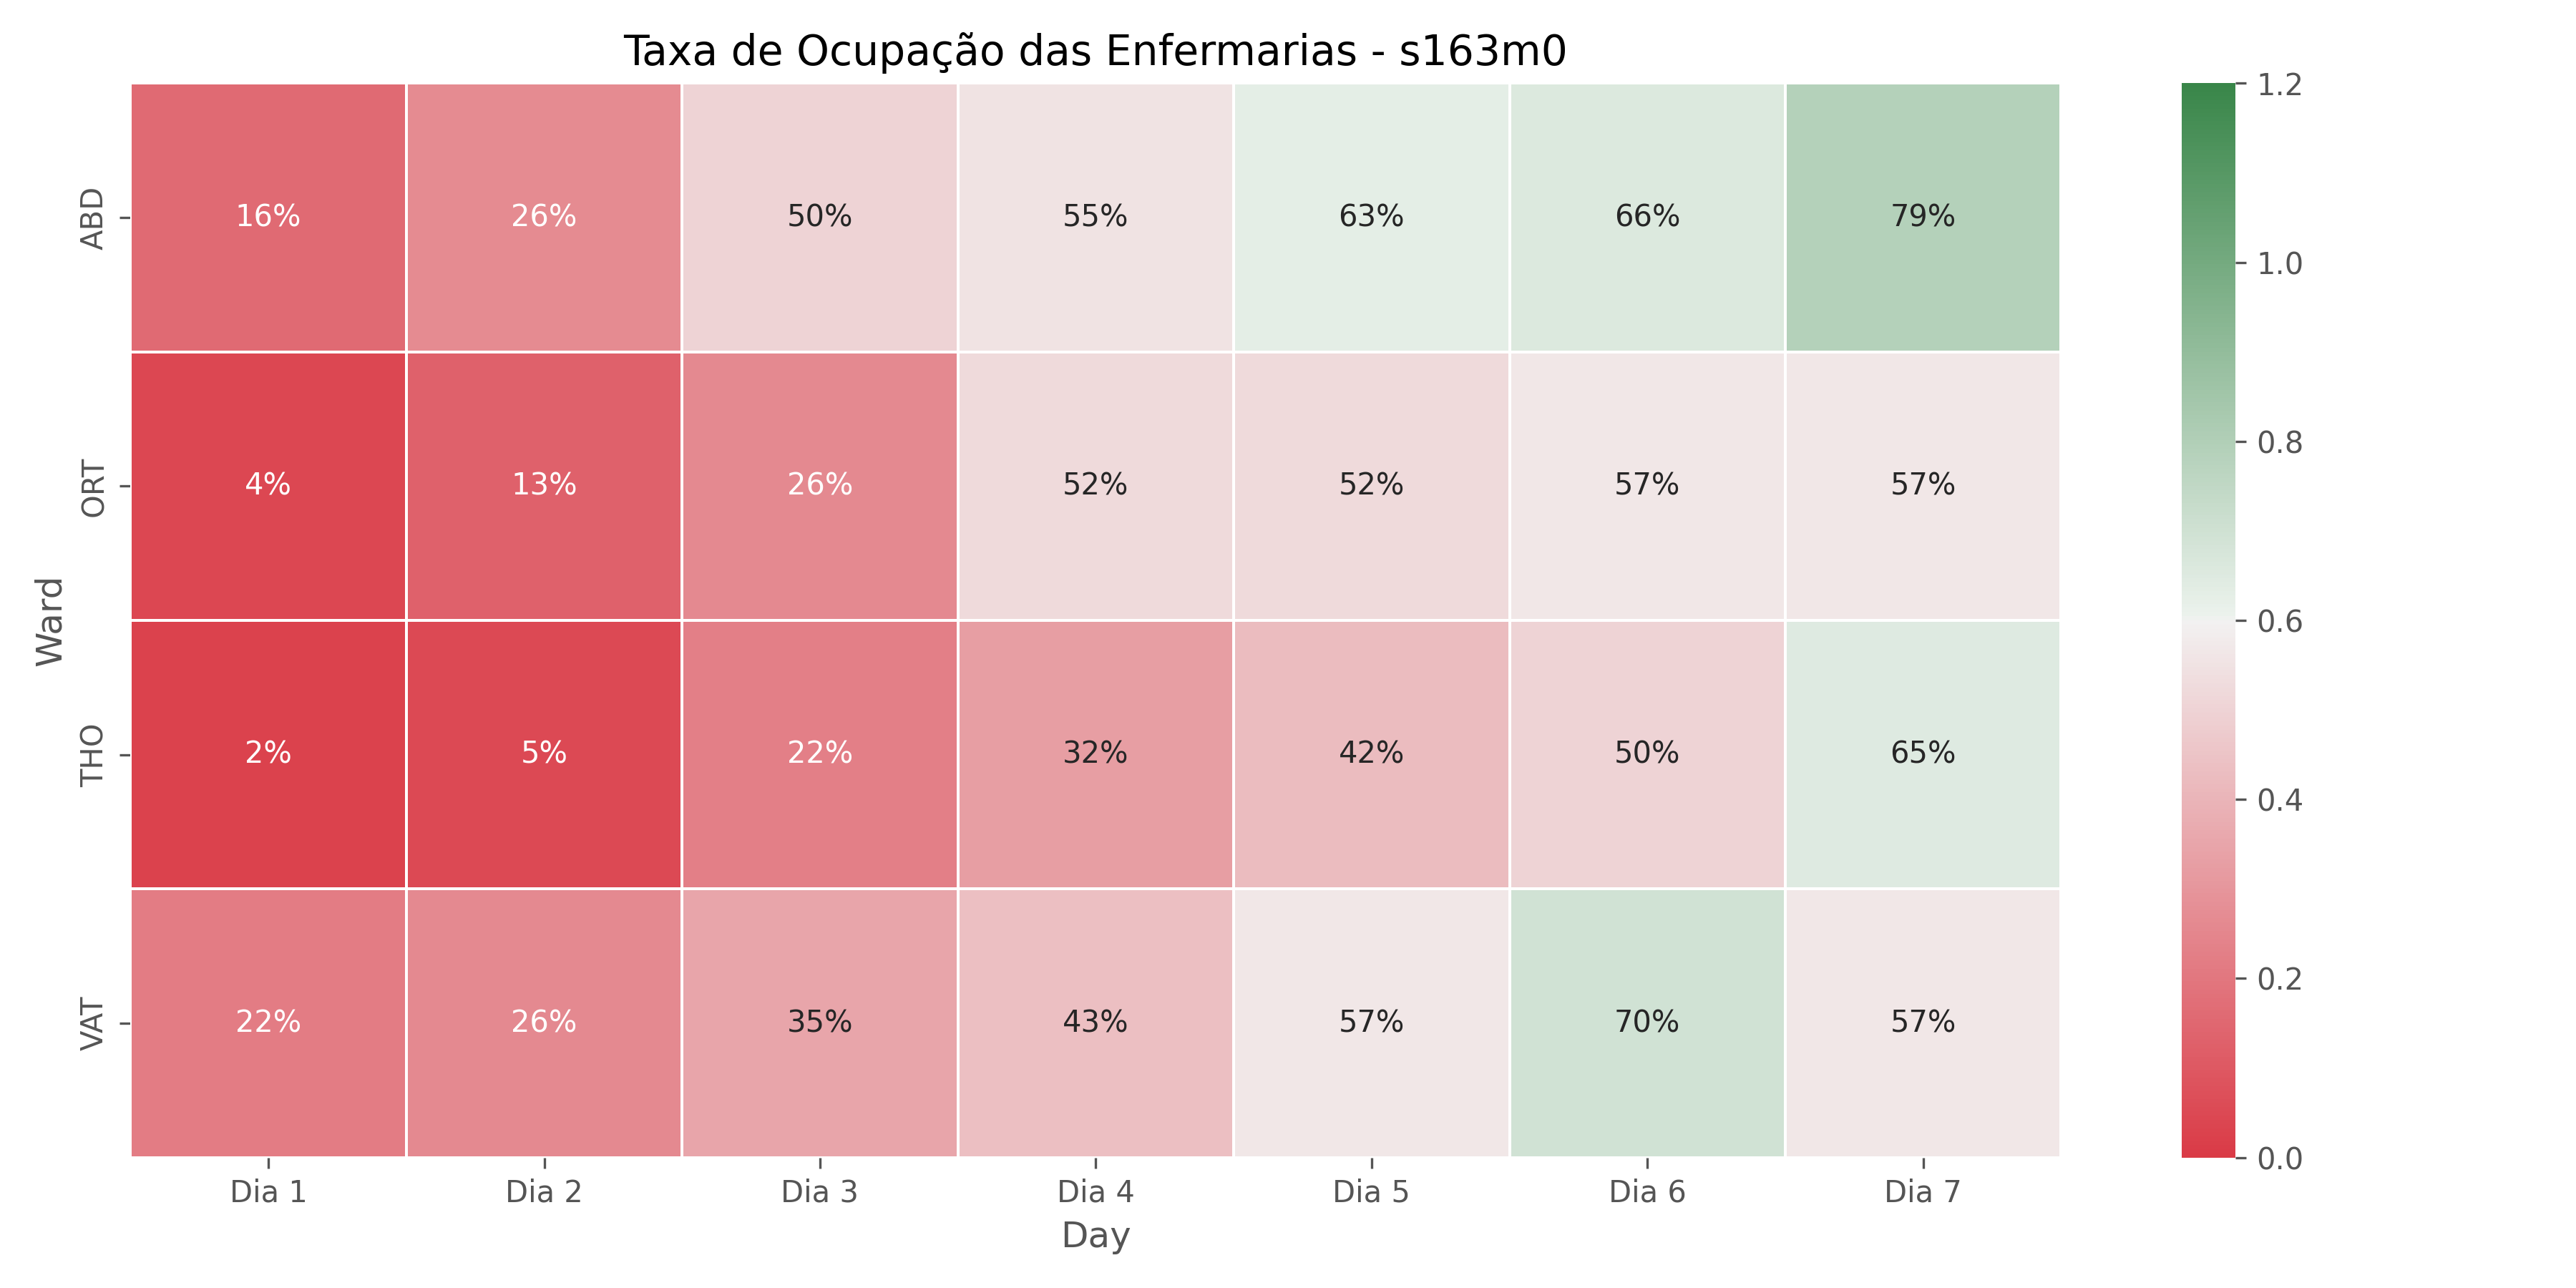 Taxa de Ocupação das Enfermarias - s163m0
Ward
ABD 16% 26% 50% 55% 63% 66% 79%
ORT 4% 13% 26% 52% 52% 57% 57%
THO 2% 5% 22% 32% 42% 50% 65%
VAT 22% 26% 35% 43% 57% 70% 57%
Dia 1 Dia 2 Dia 3 Dia 4 Dia 5 Dia 6 Dia 7
Day
1.2
1.0
0.8
0.6
0.4
0.2
0.0